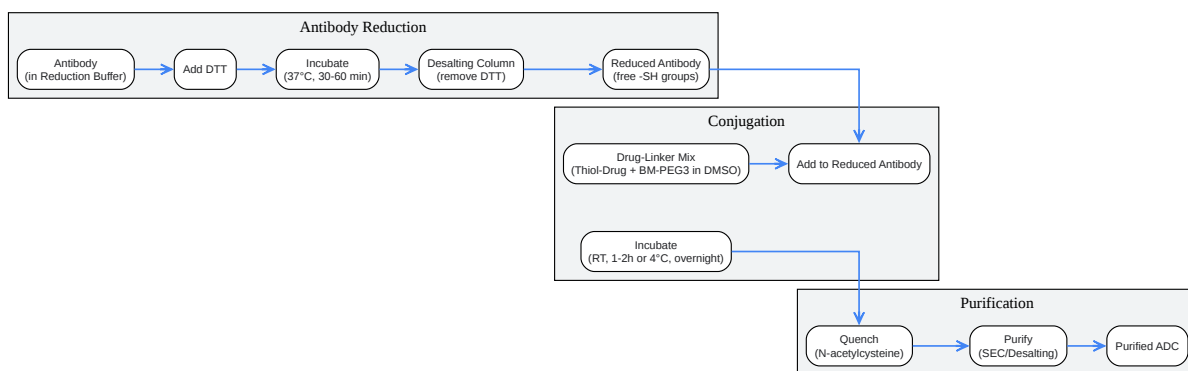 Antibody Reduction
Antibody
(in Reduction Buffer)
Add DTT
Incubate
(37°C, 30-60 min)
Desalting Column
(remove DTT)
Reduced Antibody
(free -SH groups)
Conjugation
Drug-Linker Mix
(Thiol-Drug + BM-PEG3 in DMSO)
Add to Reduced Antibody
Incubate
(RT, 1-2h or 4°C, overnight)
Purification
Quench
(N-acetylcysteine)
Purify
(SEC/Desalting)
Purified ADC